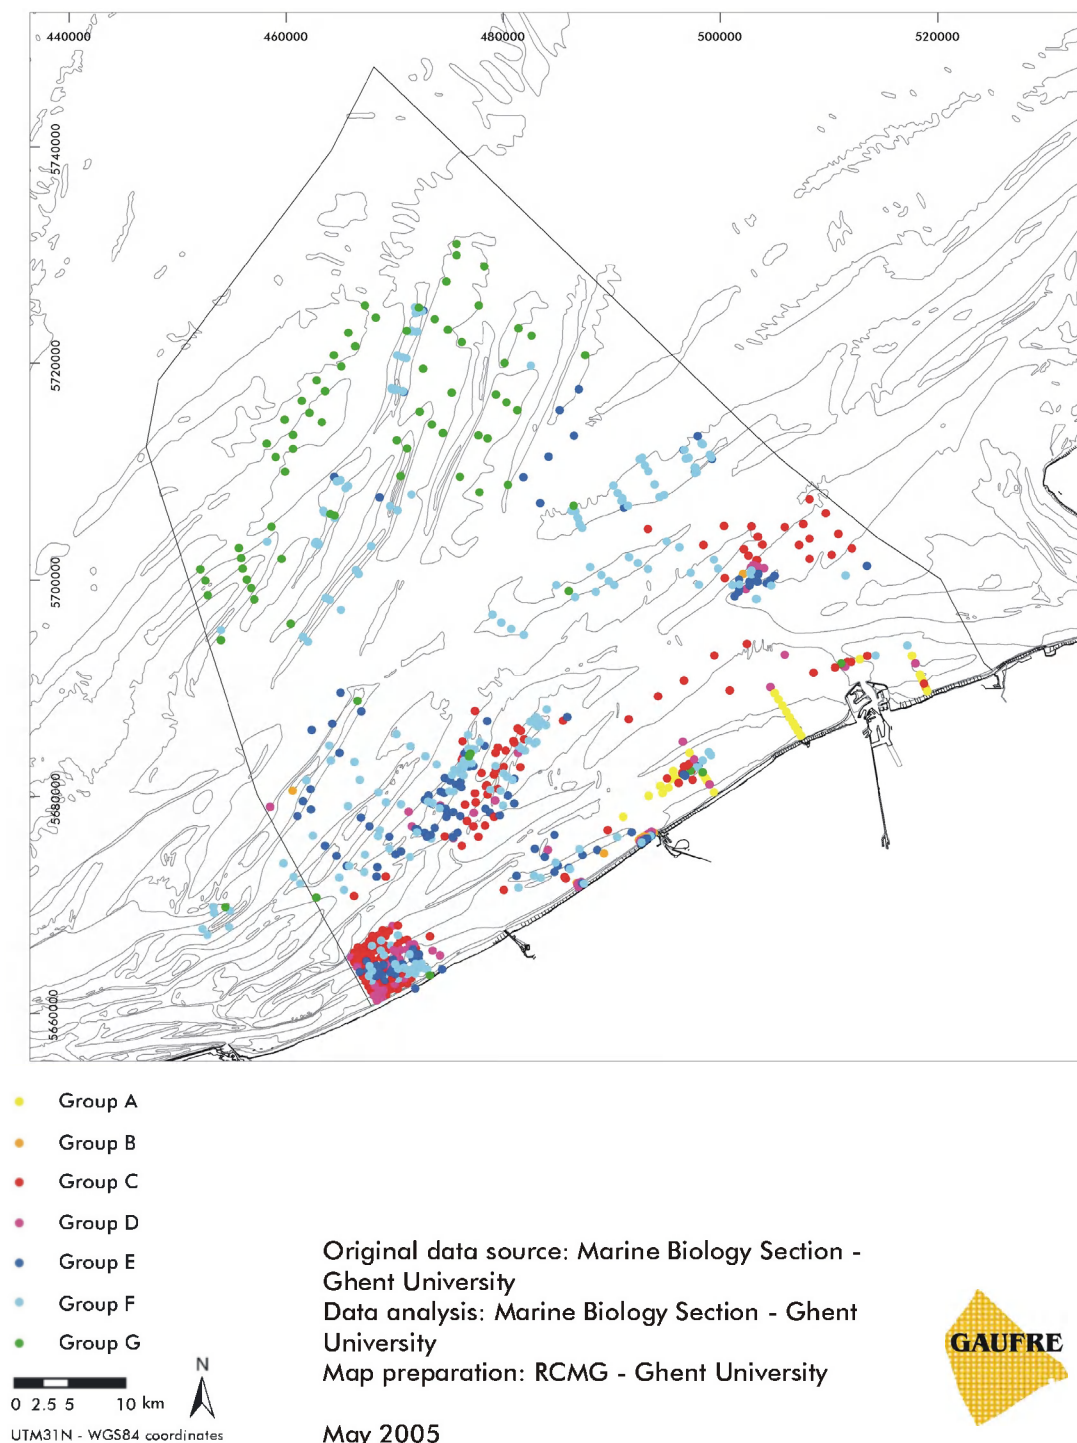 440000 460000 480000 500000 520000
5740000
5720000
5700000
5680000
5660000
Group A
Group B
Group C
Group D
Group E
Group F
Group G
N
0 2.5 5 10 km
UTM31N - WGS84 coordinates
Original data source: Marine Biology Section -
Ghent University
Data analysis: Marine Biology Section - Ghent
University
Map preparation: RCMG - Ghent University
May 2005
GAUFRE